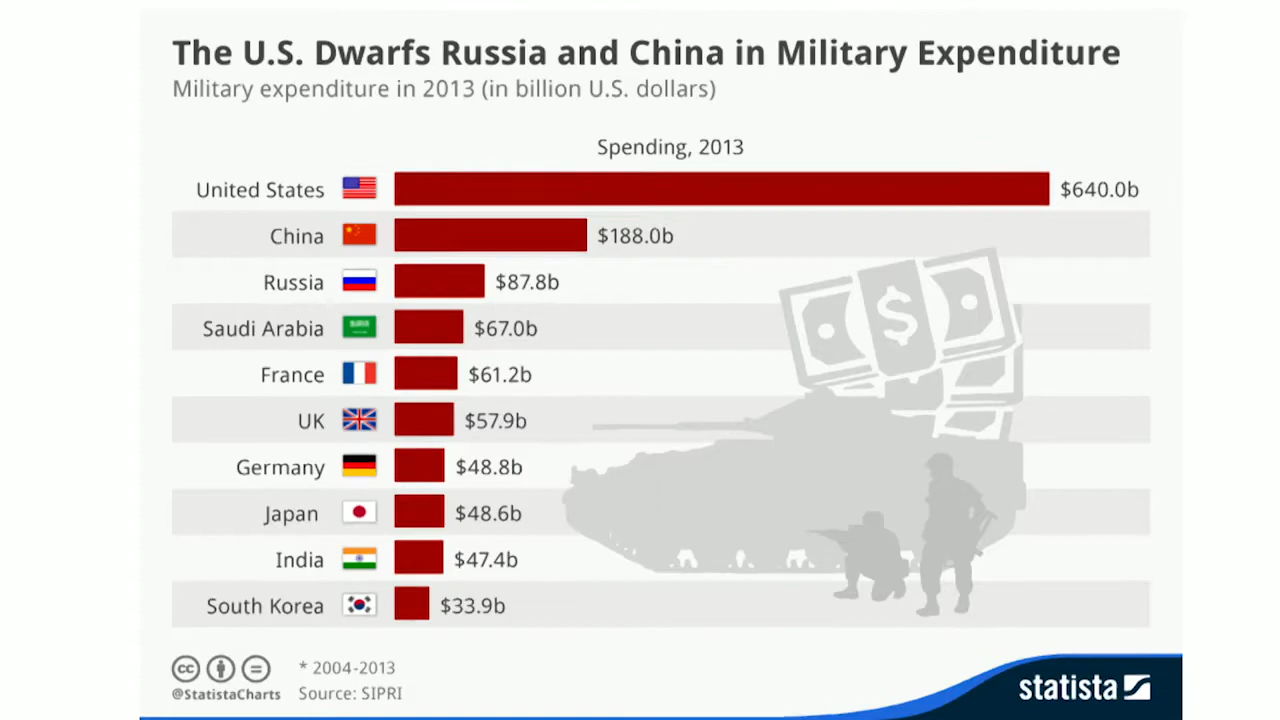 The U.S. Dwarfs Russia and China in Military Expenditure
Military expenditure in 2013 (in billion U.S. dollars)
Spending, 2013
United States $640.0b
China $188.0b
Russia $87.8b
Saudi Arabia $67.0b
France $61.2b
UK $57.9b
Germany $48.8b
Japan $48.6b
India $47.4b
South Korea $33.9b
$
cc = * 2004-2013
@StatistaCharts Source: SIPRI
statista